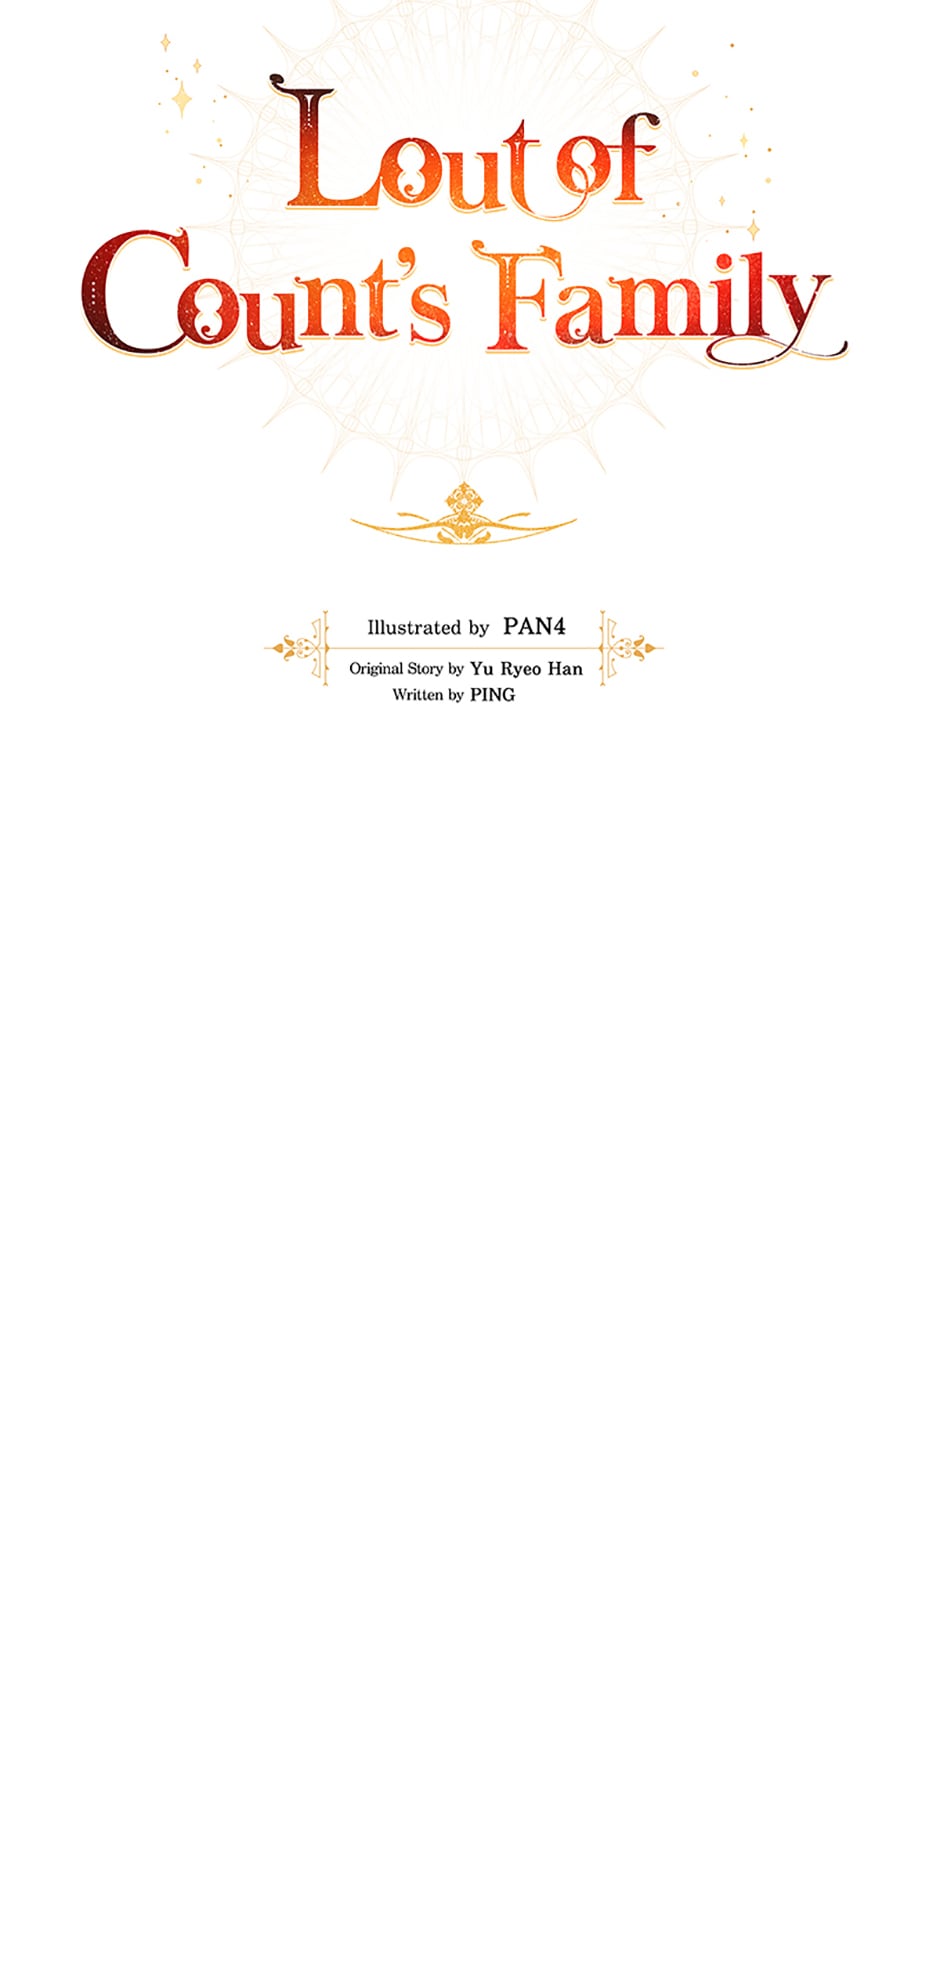 Lout of
Count's Family
Illustrated by PAN4
Original Story by Yu Ryeo Han
Written by PING